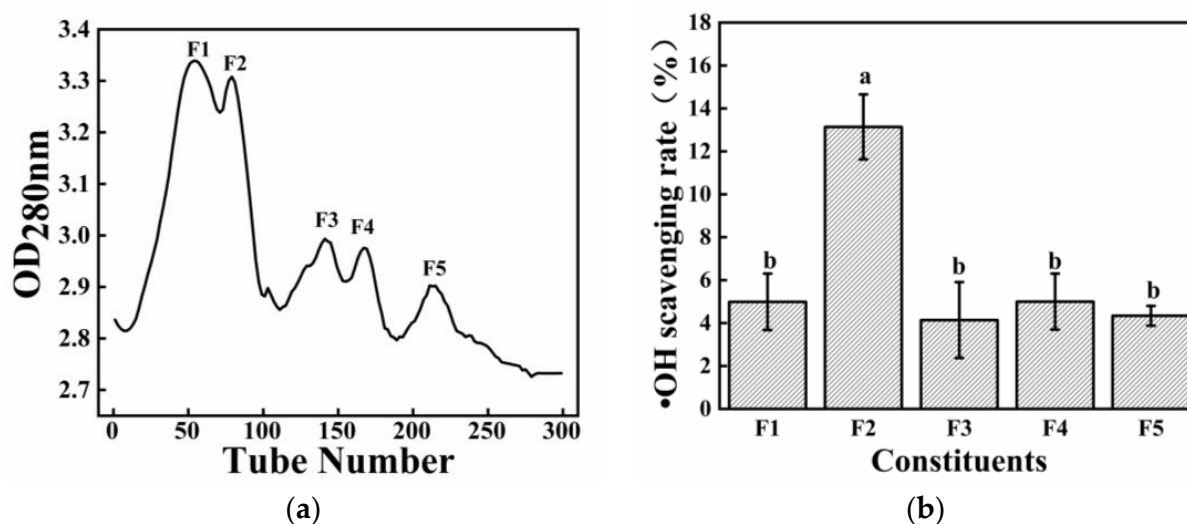 3.4
3.3
3.2
3.1
3.0
2.9
2.8
2.7
OD280nm
F1
F2
F3
F4
F5
0 50 100 150 200 250 300
Tube Number
(a)
18
16
14
12
10
8
6
4
2
0
•OH scavenging rate（%）
b
a
b
b
b
F1 F2 F3 F4 F5
Constituents
(b)